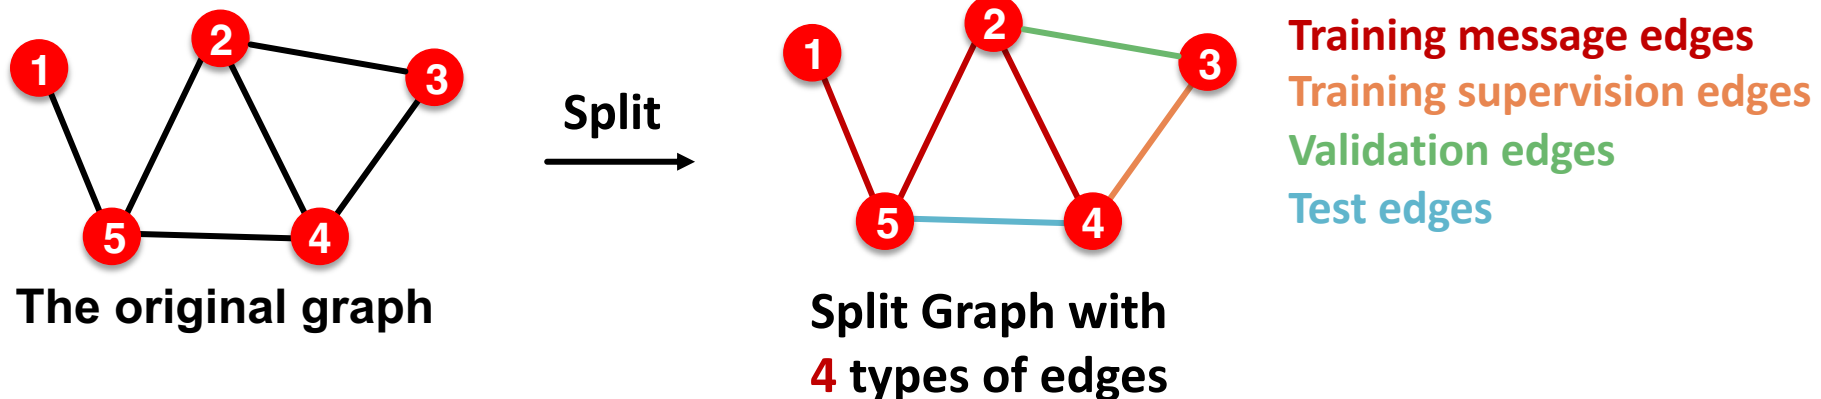 1
2
3
5
4
The original graph
Split
1
2
3
5
4
Split Graph with
4 types of edges
Training message edges
Training supervision edges
Validation edges
Test edges